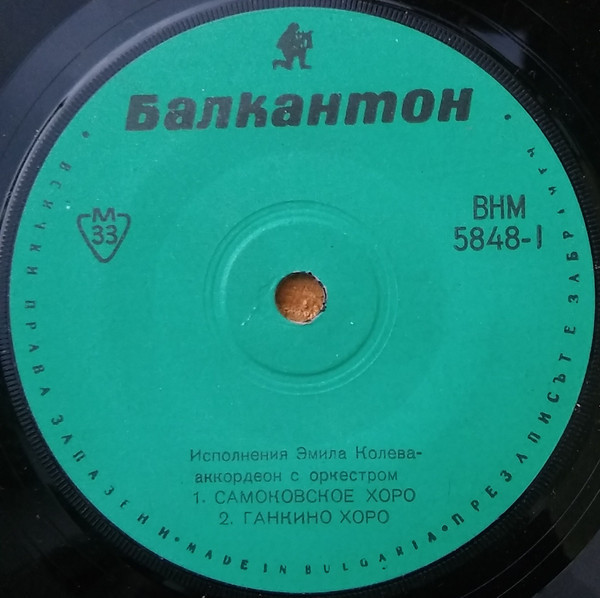 Балкантон
М
33
ВНМ
5848-I
Исполнения Эмила Колева-
аккордеон с оркестром
1. САМОКОВСКОЕ ХОРО
2. ГАНКИНО ХОРО
• ВСИЧКИ ПРАВА ЗАПАЗЕНИ • MADE IN BULGARIA • ПРЕЗАПИСЪТЕ ЗАБРАНЕН •